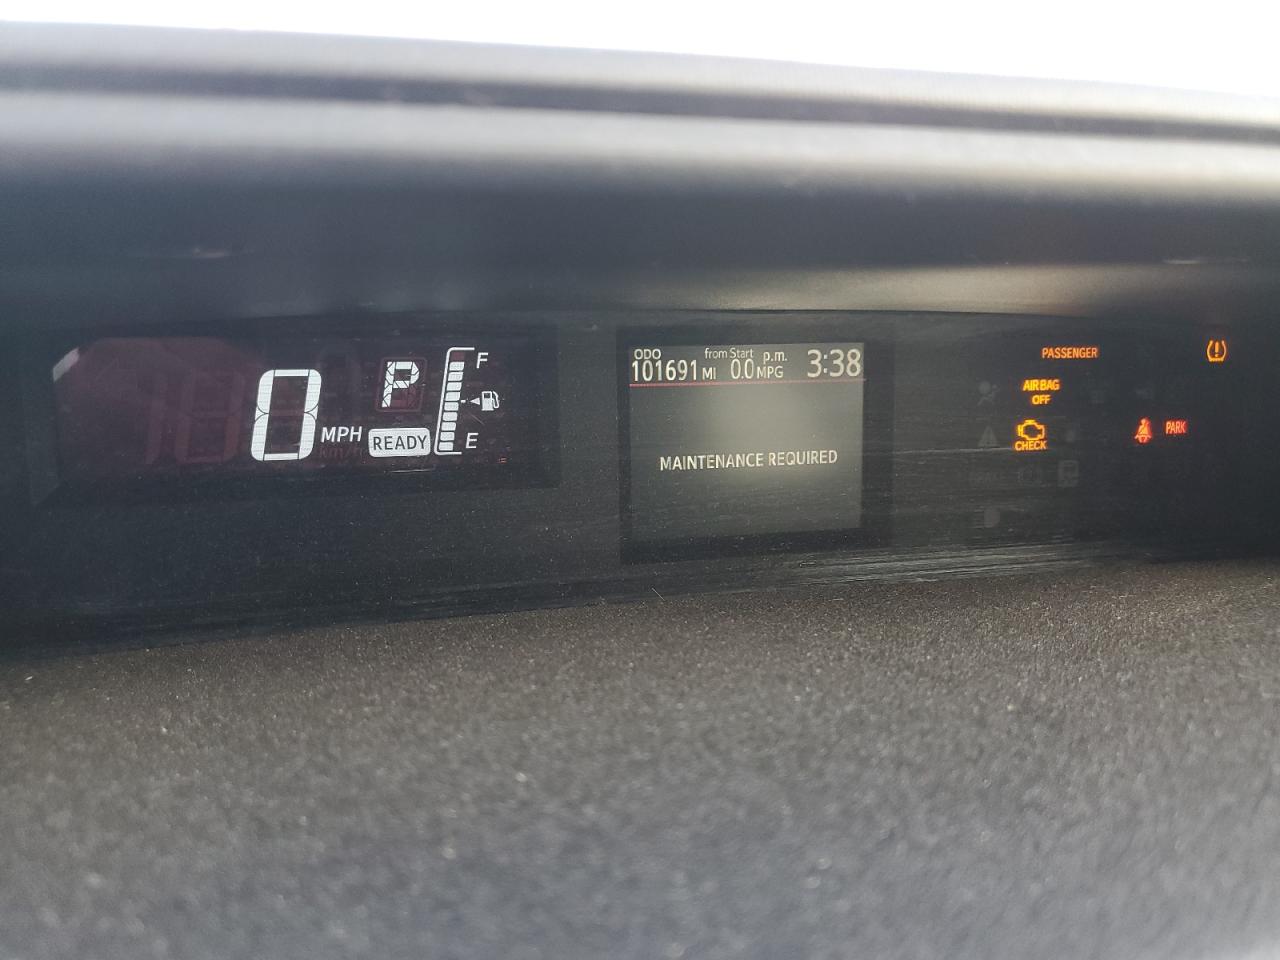 0 MPH
P
READY
F
E
ODO
101691 MI
from Start
0.0 MPG
p.m. 3:38
MAINTENANCE REQUIRED
PASSENGER
AIR BAG
OFF
CHECK
PARK